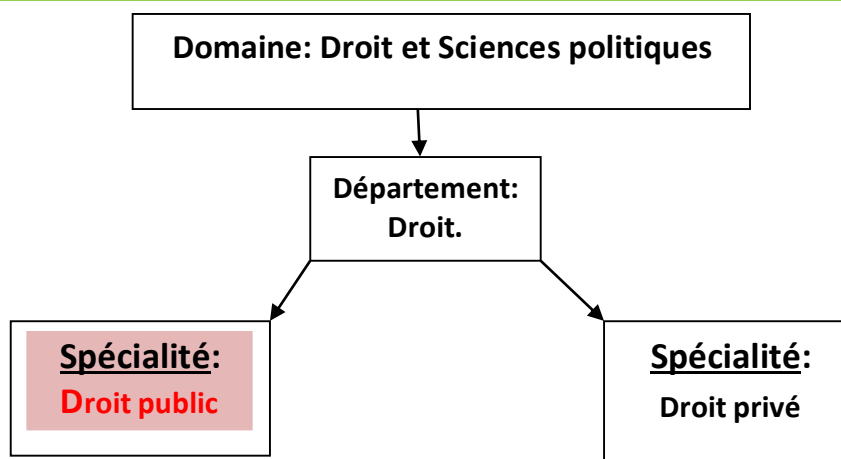 Domaine: Droit et Sciences politiques
Département:
Droit.
Spécialité:
Droit public
Spécialité:
Droit privé